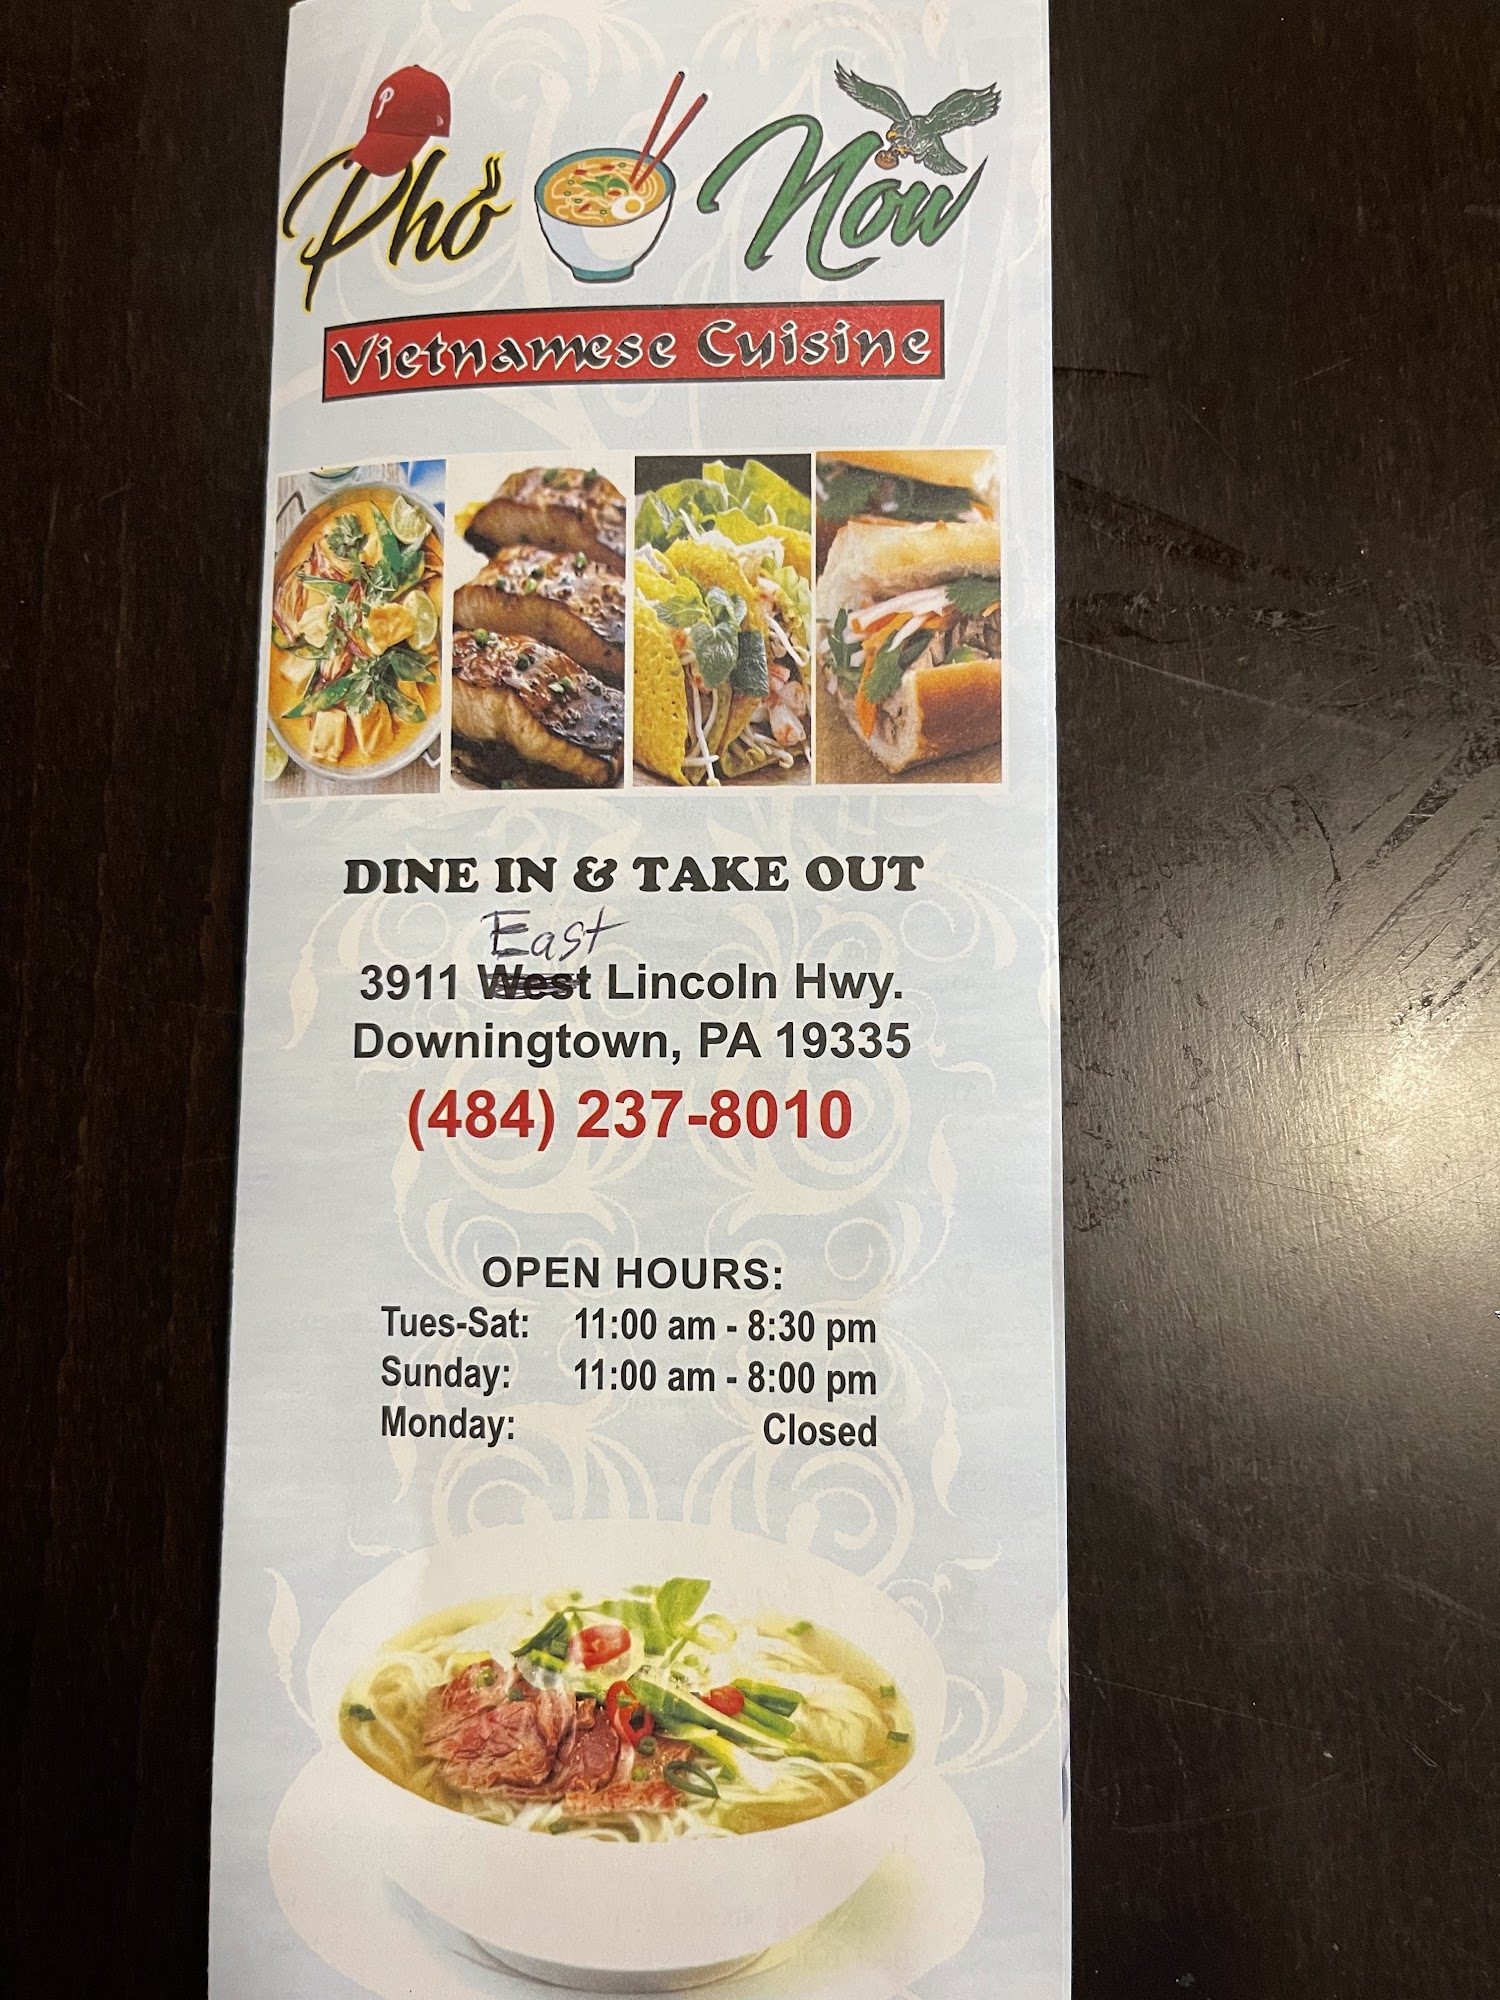 P
Phở Now
Vietnamese Cuisine
DINE IN & TAKE OUT
East
3911 West Lincoln Hwy.
Downingtown, PA 19335
(484) 237-8010
OPEN HOURS:
Tues-Sat: 11:00 am - 8:30 pm
Sunday: 11:00 am - 8:00 pm
Monday: Closed